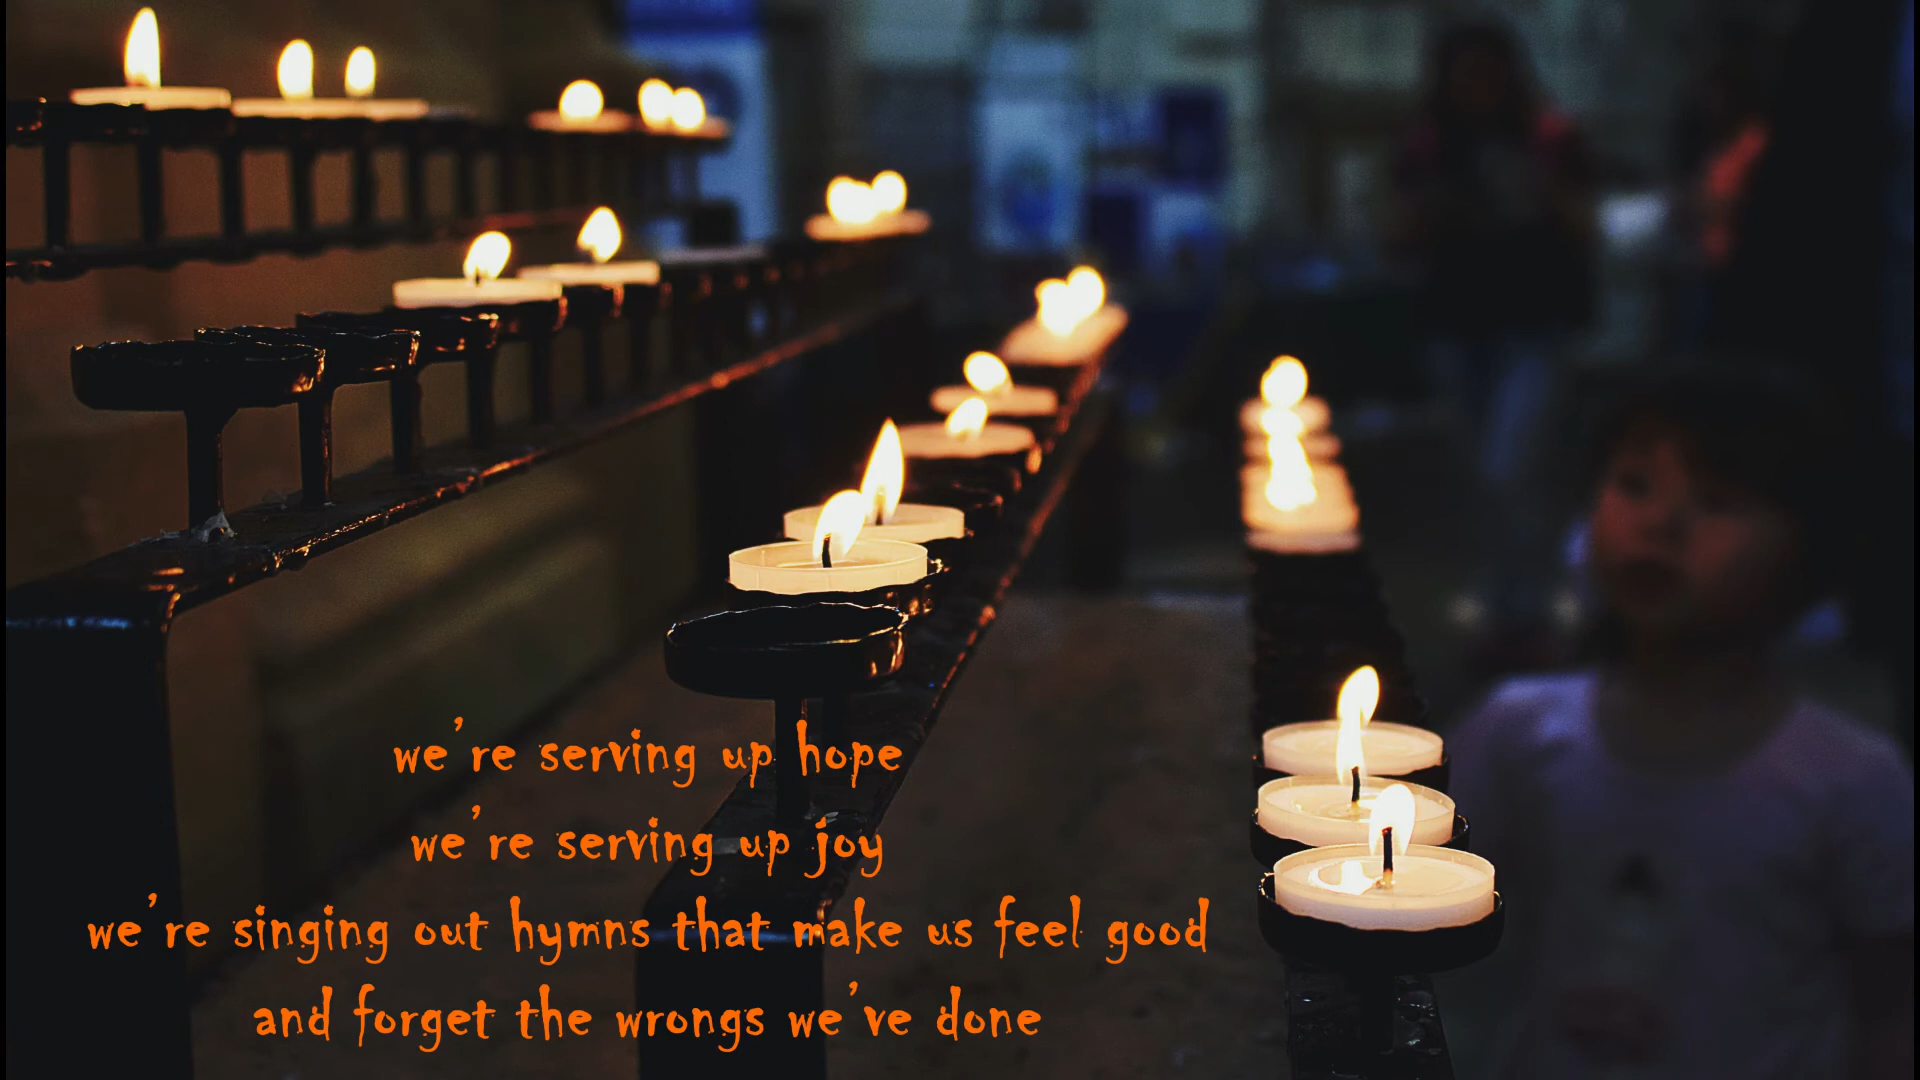 we're serving up hope
we're serving up joy
we're singing out hymns that make us feel good
and forget the wrongs we've done